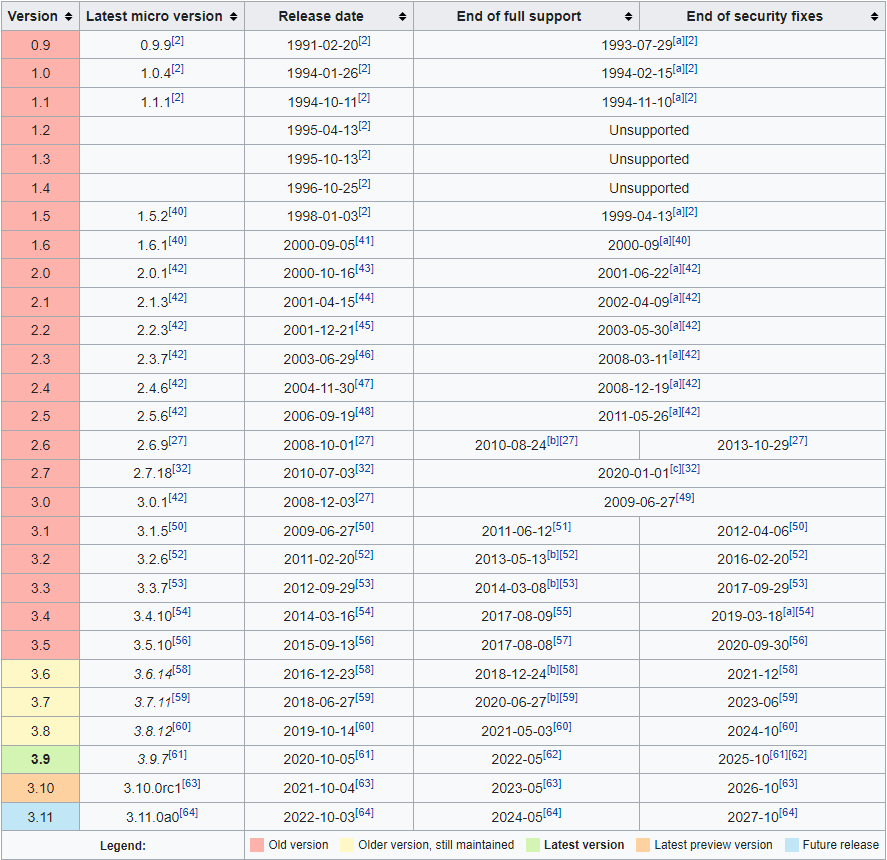 Version Latest micro version Release date End of full support End of security fixes
0.9 0.9.9[2] 1991-02-20[2] 1993-07-29[a][2]
1.0 1.0.4[2] 1994-01-26[2] 1994-02-15[a][2]
1.1 1.1.1[2] 1994-10-11[2] 1994-11-10[a][2]
1.2 1995-04-13[2] Unsupported
1.3 1995-10-13[2] Unsupported
1.4 1996-10-25[2] Unsupported
1.5 1.5.2[40] 1998-01-03[2] 1999-04-13[a][2]
1.6 1.6.1[40] 2000-09-05[41] 2000-09[a][40]
2.0 2.0.1[42] 2000-10-16[43] 2001-06-22[a][42]
2.1 2.1.3[42] 2001-04-15[44] 2002-04-09[a][42]
2.2 2.2.3[42] 2001-12-21[45] 2003-05-30[a][42]
2.3 2.3.7[42] 2003-06-29[46] 2008-03-11[a][42]
2.4 2.4.6[42] 2004-11-30[47] 2008-12-19[a][42]
2.5 2.5.6[42] 2006-09-19[48] 2011-05-26[a][42]
2.6 2.6.9[27] 2008-10-01[27] 2010-08-24[b][27] 2013-10-29[27]
2.7 2.7.18[32] 2010-07-03[32] 2020-01-01[c][32]
3.0 3.0.1[42] 2008-12-03[27] 2009-06-27[49]
3.1 3.1.5[50] 2009-06-27[50] 2011-06-12[51] 2012-04-06[50]
3.2 3.2.6[52] 2011-02-20[52] 2013-05-13[b][52] 2016-02-20[52]
3.3 3.3.7[53] 2012-09-29[53] 2014-03-08[b][53] 2017-09-29[53]
3.4 3.4.10[54] 2014-03-16[54] 2017-08-09[55] 2019-03-18[a][54]
3.5 3.5.10[56] 2015-09-13[56] 2017-08-08[57] 2020-09-30[56]
3.6 3.6.14[58] 2016-12-23[58] 2018-12-24[b][58] 2021-12[58]
3.7 3.7.11[59] 2018-06-27[59] 2020-06-27[b][59] 2023-06[59]
3.8 3.8.12[60] 2019-10-14[60] 2021-05-03[60] 2024-10[60]
3.9 3.9.7[61] 2020-10-05[61] 2022-05[62] 2025-10[61][62]
3.10 3.10.0rc1[63] 2021-10-04[63] 2023-05[63] 2026-10[63]
3.11 3.11.0a0[64] 2022-10-03[64] 2024-05[64] 2027-10[64]
Legend: Old version Older version, still maintained Latest version Latest preview version Future release